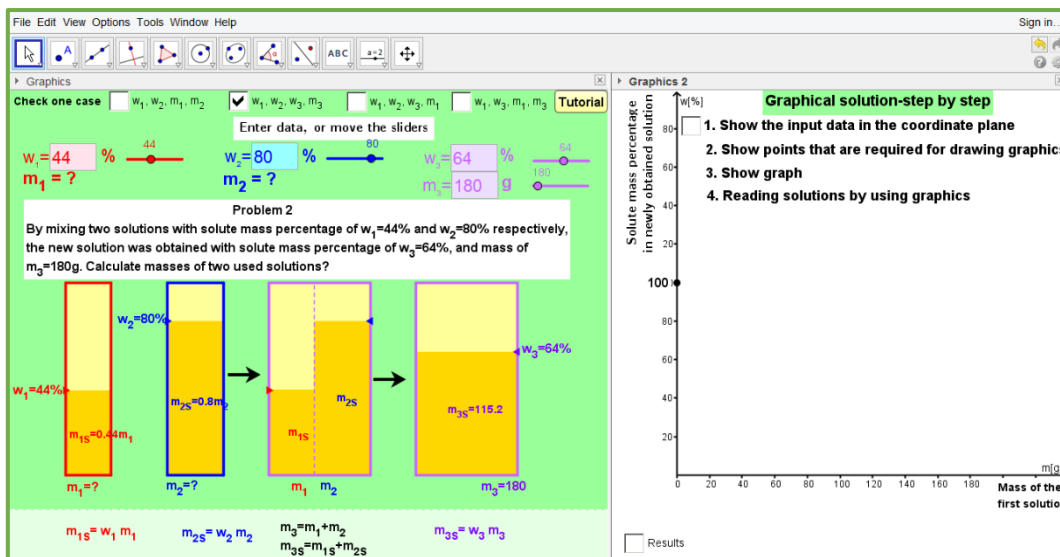 File Edit View Options Tools Window Help Sign in...
A α ABC a=2
Graphics
Check one case w₁, w₂, m₁, m₂ w₁, w₂, w₃, m₃ w₁, w₂, w₃, m₁ w₁, w₃, m₁, m₃ Tutorial
Enter data, or move the sliders
w₁= 44 % 44
m₁ = ?
w₂= 80 % 80
m₂ = ?
w₃= 64 % 64
m₃= 180 g 180
Problem 2
By mixing two solutions with solute mass percentage of w₁=44% and w₂=80% respectively,
the new solution was obtained with solute mass percentage of w₃=64%, and mass of
m₃=180g. Calculate masses of two used solutions?
w₁=44%
m₁S=0.44m₁
m₁=?
w₂=80%
m₂S=0.8m₂
m₂=?
m₁S
m₂S
m₁ m₂
w₃=64%
m₃S=115.2
m₃=180
m₁S= w₁ m₁
m₂S= w₂ m₂
m₃=m₁+m₂
m₃S=m₁S+m₂S
m₃S= w₃ m₃
Graphics 2
w[%]
Graphical solution-step by step
1. Show the input data in the coordinate plane
2. Show points that are required for drawing graphics
3. Show graph
4. Reading solutions by using graphics
Solute mass percentage
in newly obtained solution
80
60
40
20
100
80
60
40
20
0 20 40 60 80 100 120 140 160 180
m[g
Mass of the
first solution
Results